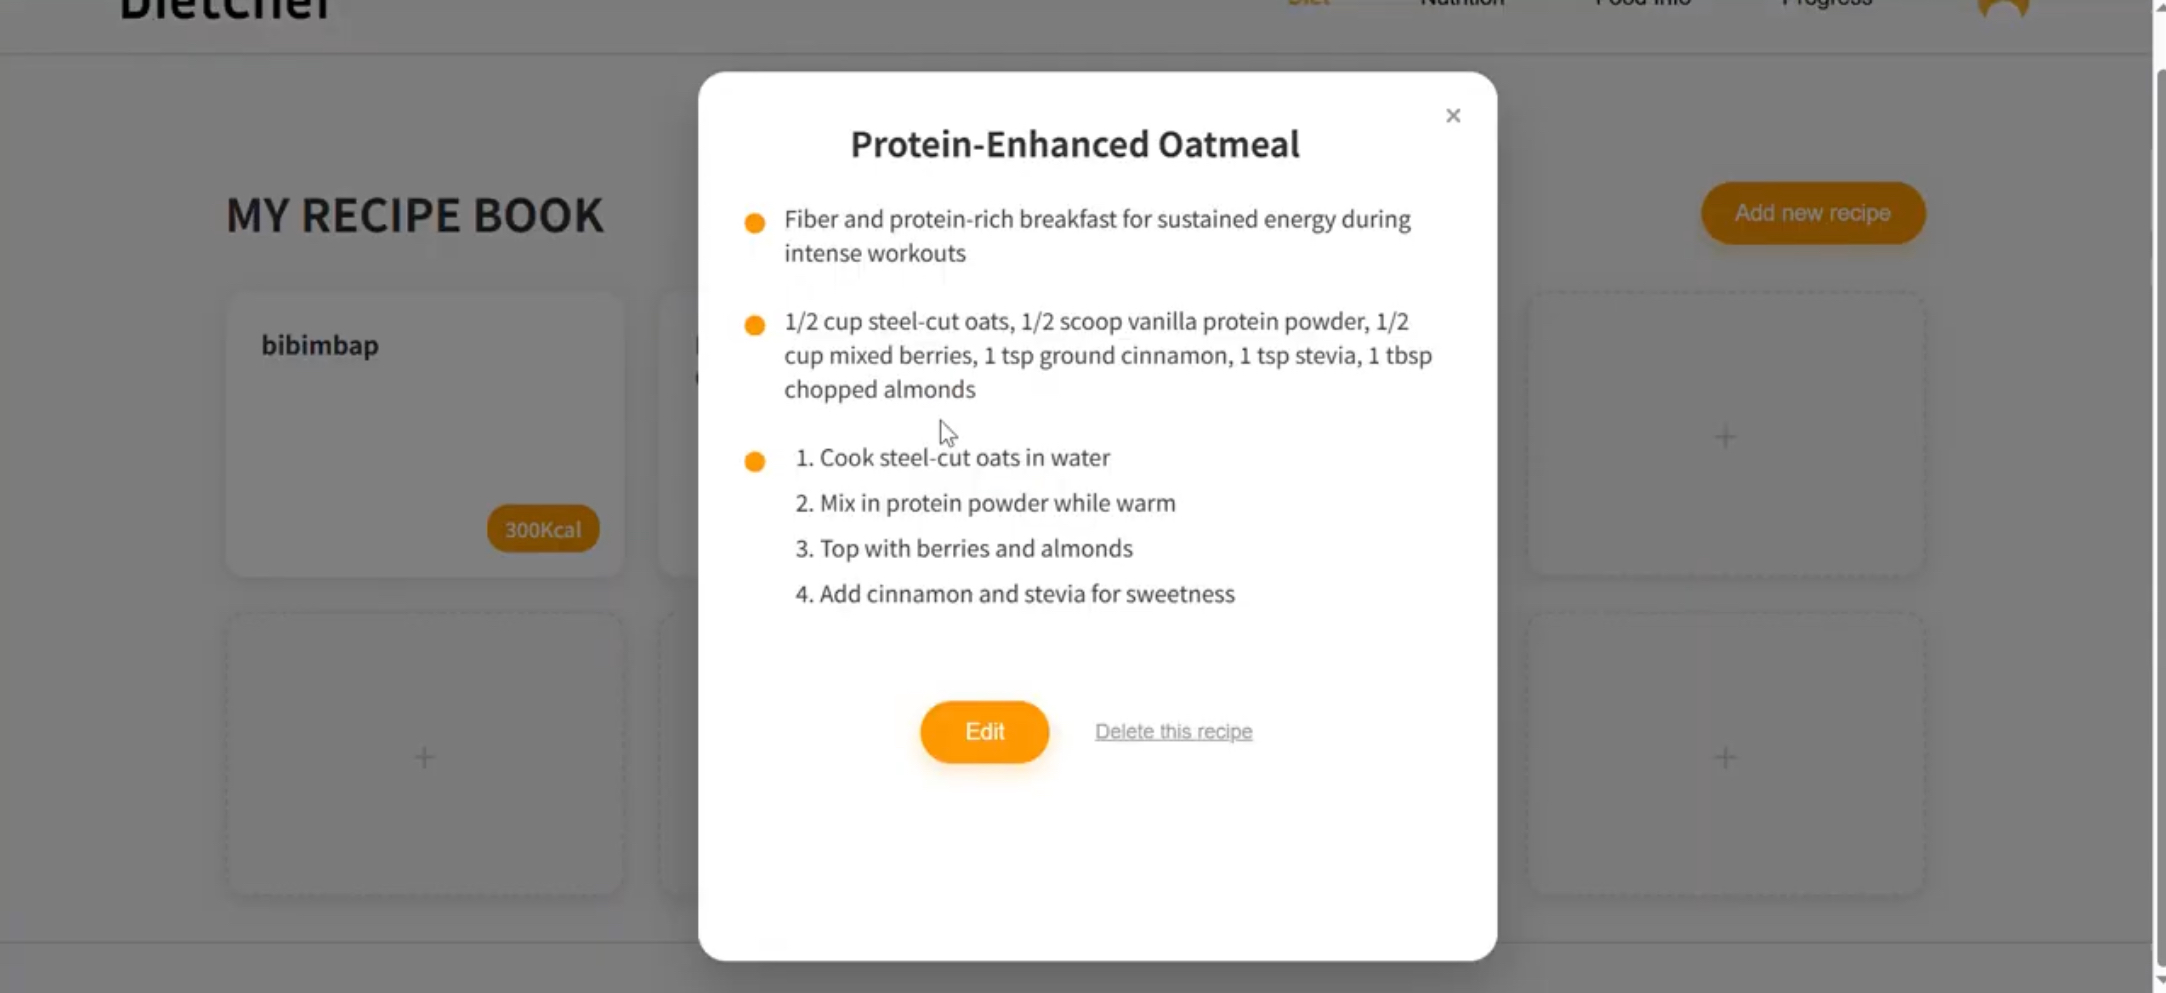 DietChef
Diet Nutrition Food Info Progress
Protein-Enhanced Oatmeal
×
Fiber and protein-rich breakfast for sustained energy during
intense workouts
MY RECIPE BOOK
Add new recipe
1/2 cup steel-cut oats, 1/2 scoop vanilla protein powder, 1/2
cup mixed berries, 1 tsp ground cinnamon, 1 tsp stevia, 1 tbsp
chopped almonds
bibimbap
1. Cook steel-cut oats in water
2. Mix in protein powder while warm
3. Top with berries and almonds
4. Add cinnamon and stevia for sweetness
300Kcal
+
Edit
Delete this recipe
+
+